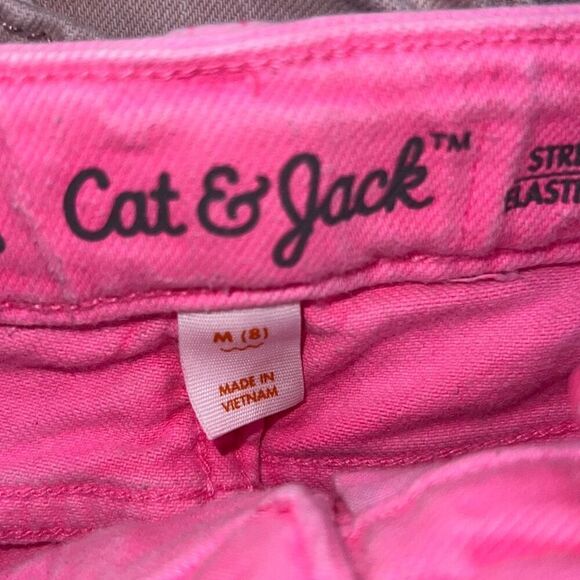 Cat & Jack™
M (8)
MADE IN
VIETNAM